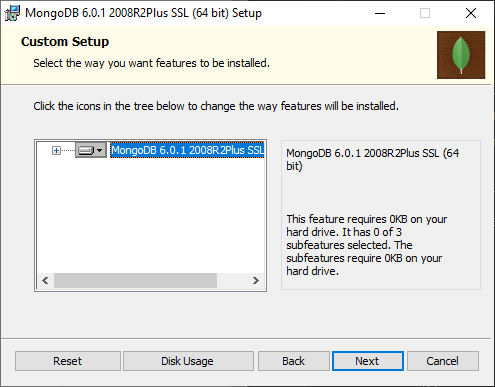 MongoDB 6.0.1 2008R2Plus SSL (64 bit) Setup
Custom Setup
Select the way you want features to be installed.
Click the icons in the tree below to change the way features will be installed.
MongoDB 6.0.1 2008R2Plus SSL
MongoDB 6.0.1 2008R2Plus SSL (64
bit)
This feature requires 0KB on your
hard drive. It has 0 of 3
subfeatures selected. The
subfeatures require 0KB on your
hard drive.
Reset
Disk Usage
Back
Next
Cancel